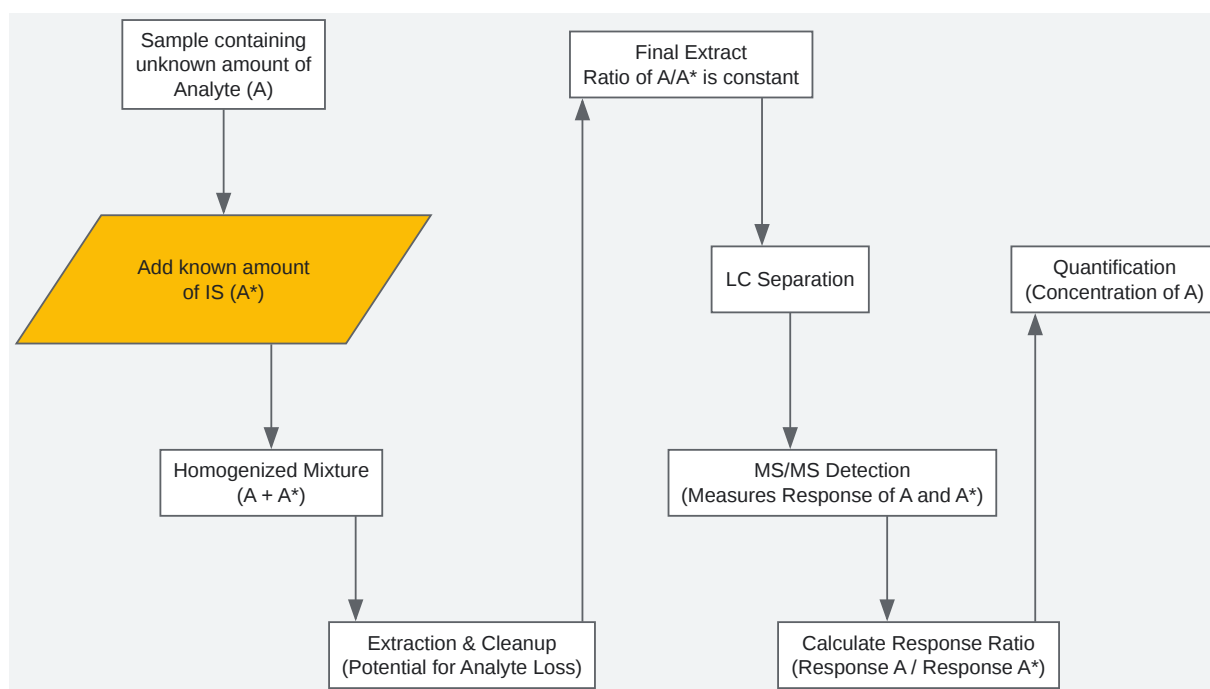 Sample containing
unknown amount of
Analyte (A)
Add known amount
of IS (A*)
Homogenized Mixture
(A + A*)
Extraction & Cleanup
(Potential for Analyte Loss)
Final Extract
Ratio of A/A* is constant
LC Separation
MS/MS Detection
(Measures Response of A and A*)
Calculate Response Ratio
(Response A / Response A*)
Quantification
(Concentration of A)